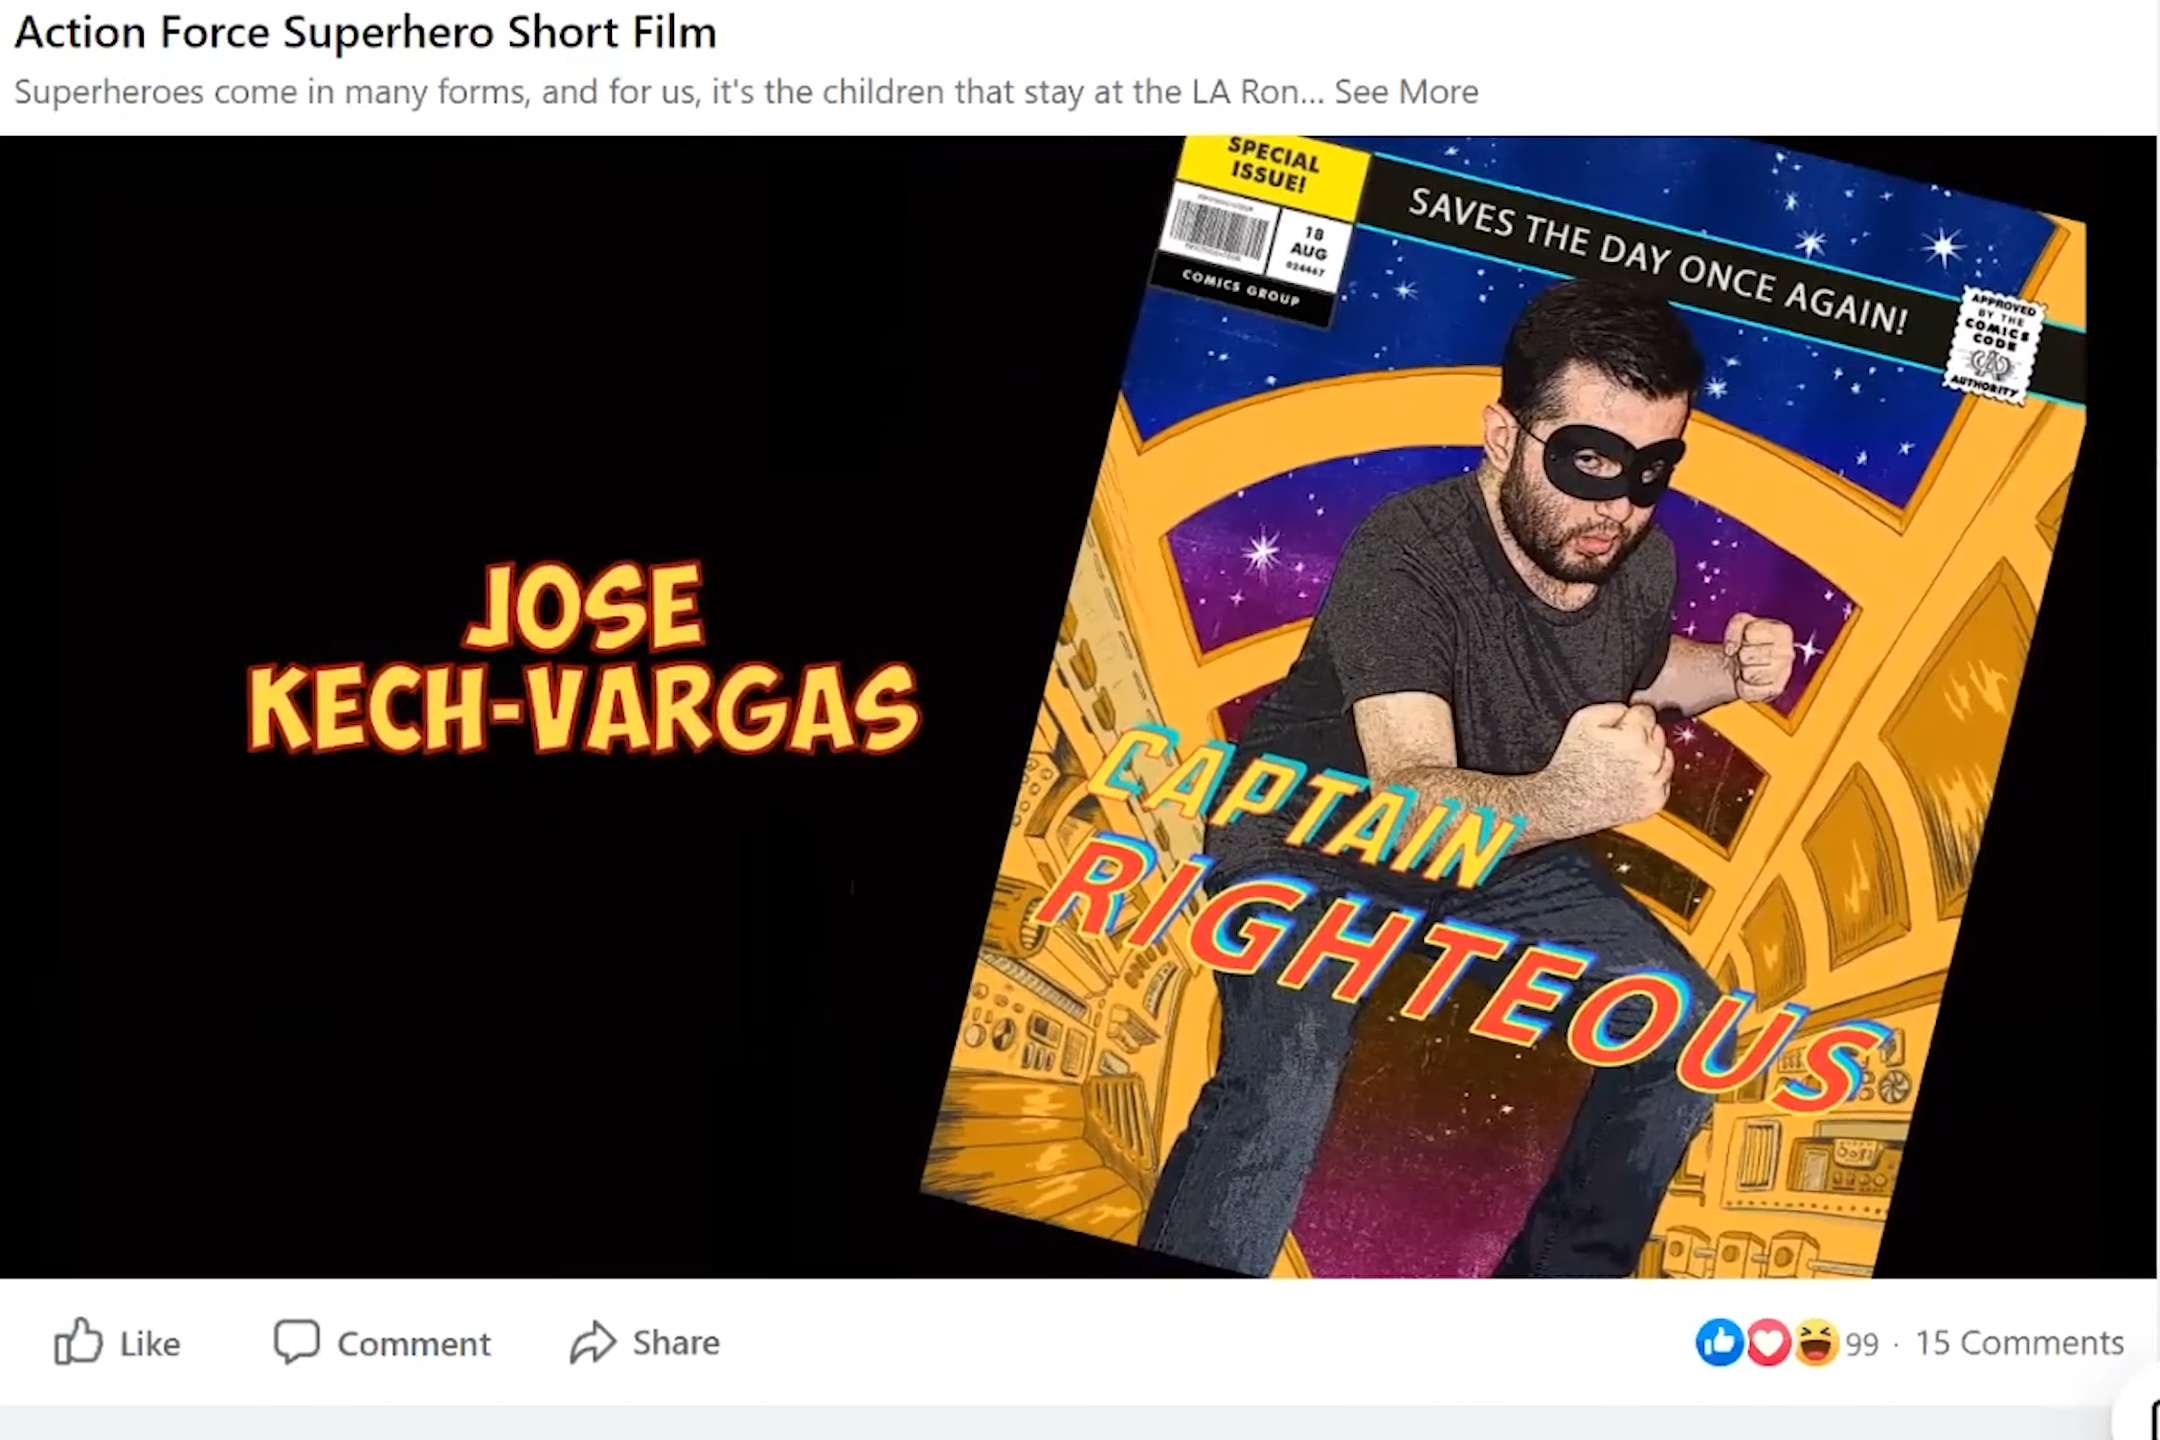 Action Force Superhero Short Film
Superheroes come in many forms, and for us, it's the children that stay at the LA Ron... See More
SPECIAL
ISSUE!
18
AUG
024467
COMICS GROUP
SAVES THE DAY ONCE AGAIN!
APPROVED
BY THE
COMICS
CODE
AUTHORITY
JOSE
KECH-VARGAS
CAPTAIN
RIGHTEOUS
Like
Comment
Share
99 · 15 Comments